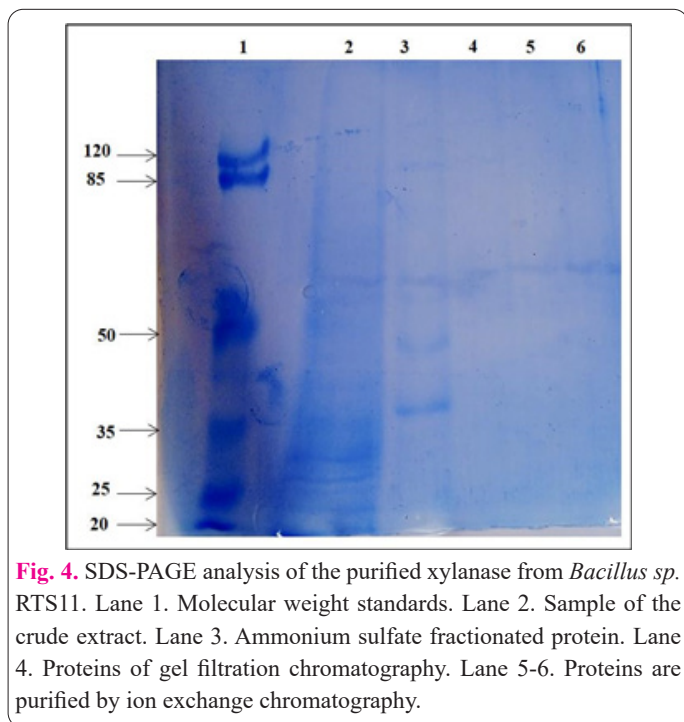 1 2 3 4 5 6
120
85
50
35
25
20
Fig. 4. SDS-PAGE analysis of the purified xylanase from Bacillus sp.
RTS11. Lane 1. Molecular weight standards. Lane 2. Sample of the
crude extract. Lane 3. Ammonium sulfate fractionated protein. Lane
4. Proteins of gel filtration chromatography. Lane 5-6. Proteins are
purified by ion exchange chromatography.